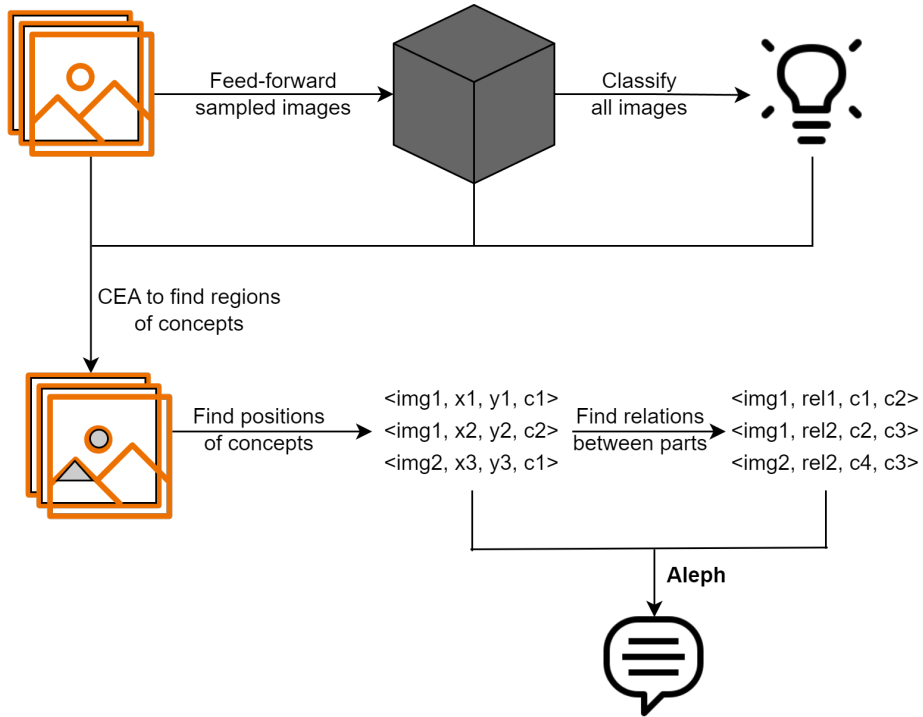 Feed-forward
sampled images
Classify
all images
CEA to find regions
of concepts
Find positions
of concepts
<img1, x1, y1, c1>
<img1, x2, y2, c2>
<img2, x3, y3, c1>
Find relations
between parts
<img1, rel1, c1, c2>
<img1, rel2, c2, c3>
<img2, rel2, c4, c3>
Aleph